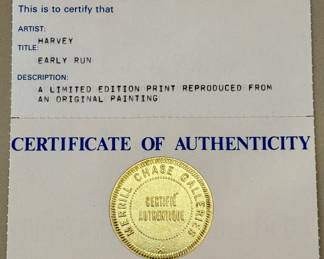 This is to certify that
ARTIST:
HARVEY
TITLE:
EARLY RUN
DESCRIPTION:
A LIMITED EDITION PRINT REPRODUCED FROM
AN ORIGINAL PAINTING
CERTIFICATE OF AUTHENTICITY
MERRILL CHASE GALLERIES
CERTIFIÉ
AUTHENTIQUE